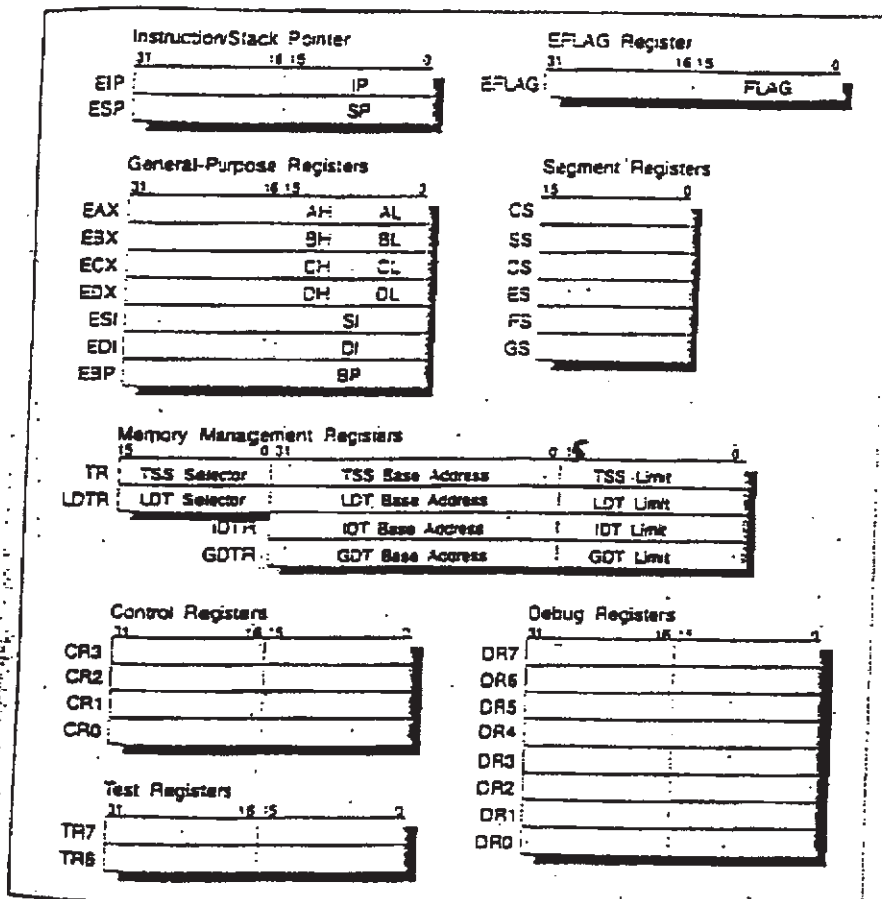 Instruction/Stack Pointer
31 16 15 0
EIP IP
ESP SP
EFLAG Register
31 16 15 0
EFLAG FLAG
General-Purpose Registers
31 16 15 0
EAX AH AL
EBX BH BL
ECX CH CL
EDX DH DL
ESI SI
EDI DI
EBP BP
Segment Registers
15 0
CS
SS
ES
FS
GS
Memory Management Registers
15 0 31 0 15 0
TR TSS Selector TSS Base Address TSS Limit
LDTR LDT Selector LDT Base Address LDT Limit
IDTR IDT Base Address IDT Limit
GDTR GDT Base Address GDT Limit
Control Registers
31 16 15 0
CR3
CR2
CR1
CR0
Debug Registers
31 16 15 0
DR7
DR6
DR5
DR4
DR3
DR2
DR1
DR0
Test Registers
31 16 15 0
TR7
TR6